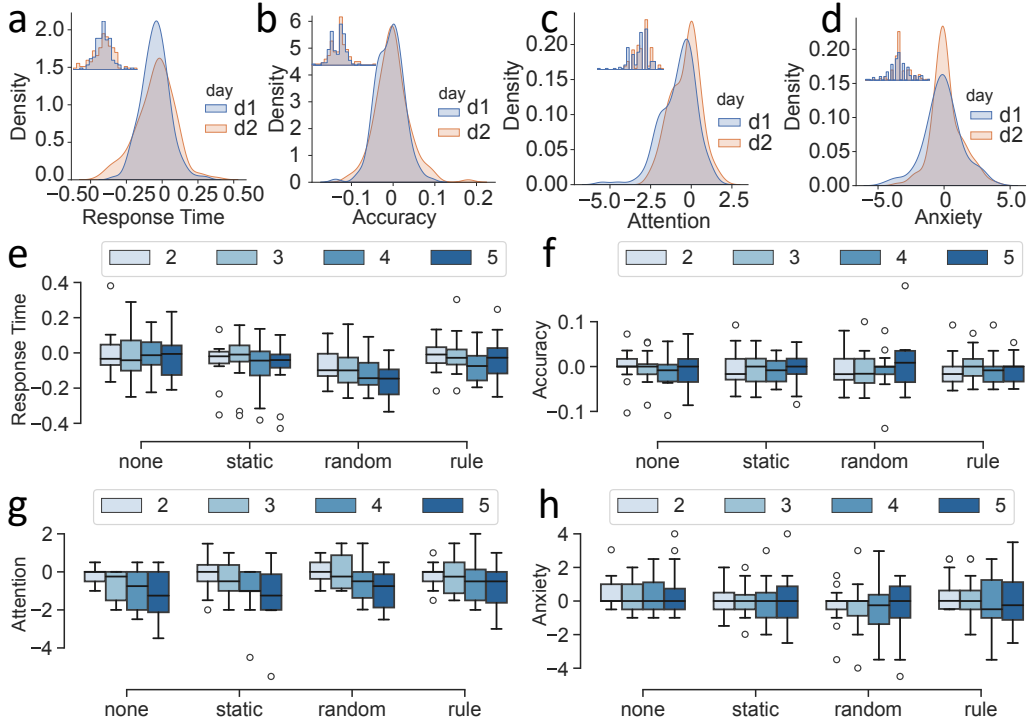 a
Density
2.0
1.5
1.0
0.5
0.0
−0.50
−0.25
0
0.25
0.50
Response Time
day
d1
d2
b
Density
6
5
4
3
2
1
0
−0.1
0
0.1
0.2
Accuracy
day
d1
d2
c
Density
0.20
0.15
0.10
0.05
0.00
−5.0
−2.5
0
2.5
Attention
day
d1
d2
d
Density
0.20
0.15
0.10
0.05
0.00
−5.0
0
5.0
Anxiety
day
d1
d2
e
2 3 4 5
Response Time
0.4
0.2
0.0
−0.2
−0.4
none static random rule
f
2 3 4 5
Accuracy
0.1
0.0
−0.1
none static random rule
g
2 3 4 5
Attention
2
0
−2
−4
none static random rule
h
2 3 4 5
Anxiety
4
2
0
−2
−4
none static random rule